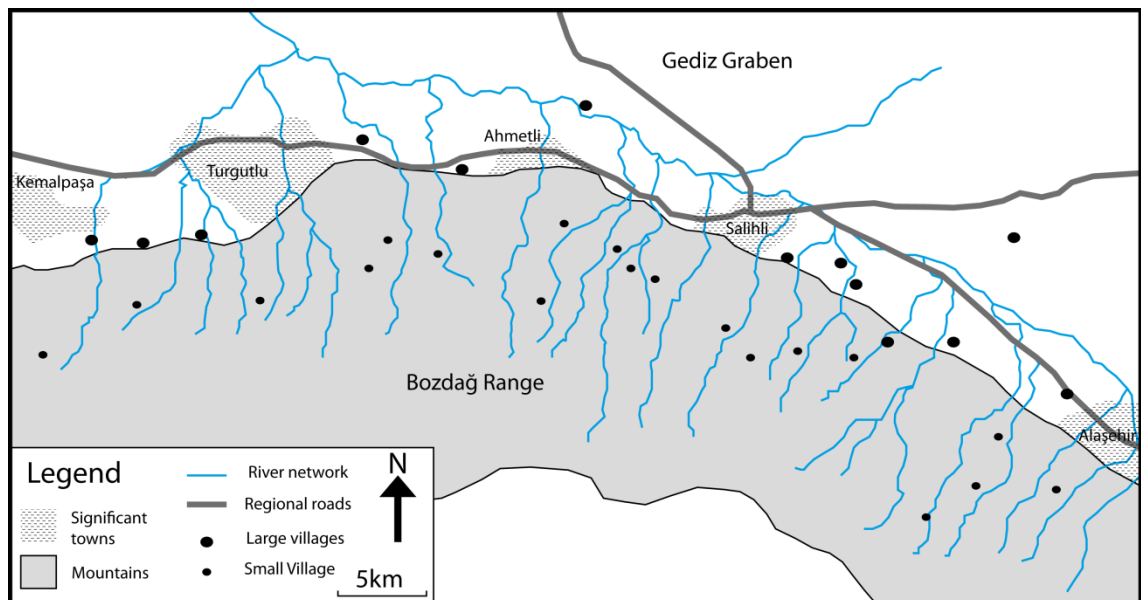 Gediz Graben
Ahmetli
Turgutlu
Kemalpaşa
Salihli
Bozdağ Range
Alaşehir
Legend
Significant
towns
Mountains
River network
Regional roads
Large villages
Small Village
N
5km